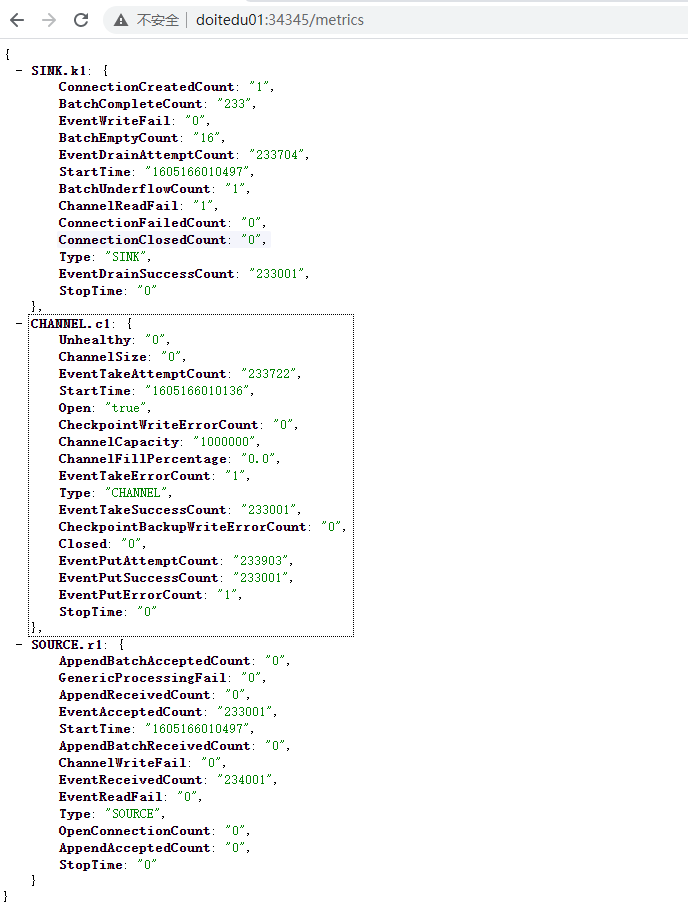 不安全 doitedu01:34345/metrics
{
- SINK.k1: {
ConnectionCreatedCount: "1",
BatchCompleteCount: "233",
EventWriteFail: "0",
BatchEmptyCount: "16",
EventDrainAttemptCount: "233704",
StartTime: "1605166010497",
BatchUnderflowCount: "1",
ChannelReadFail: "1",
ConnectionFailedCount: "0",
ConnectionClosedCount: "0",
Type: "SINK",
EventDrainSuccessCount: "233001",
StopTime: "0"
},
- CHANNEL.c1: {
Unhealthy: "0",
ChannelSize: "0",
EventTakeAttemptCount: "233722",
StartTime: "1605166010136",
Open: "true",
CheckpointWriteErrorCount: "0",
ChannelCapacity: "1000000",
ChannelFillPercentage: "0.0",
EventTakeErrorCount: "1",
Type: "CHANNEL",
EventTakeSuccessCount: "233001",
CheckpointBackupWriteErrorCount: "0",
Closed: "0",
EventPutAttemptCount: "233903",
EventPutSuccessCount: "233001",
EventPutErrorCount: "1",
StopTime: "0"
},
- SOURCE.r1: {
AppendBatchAcceptedCount: "0",
GenericProcessingFail: "0",
AppendReceivedCount: "0",
EventAcceptedCount: "233001",
StartTime: "1605166010497",
AppendBatchReceivedCount: "0",
ChannelWriteFail: "0",
EventReceivedCount: "234001",
EventReadFail: "0",
Type: "SOURCE",
OpenConnectionCount: "0",
AppendAcceptedCount: "0",
StopTime: "0"
}
}